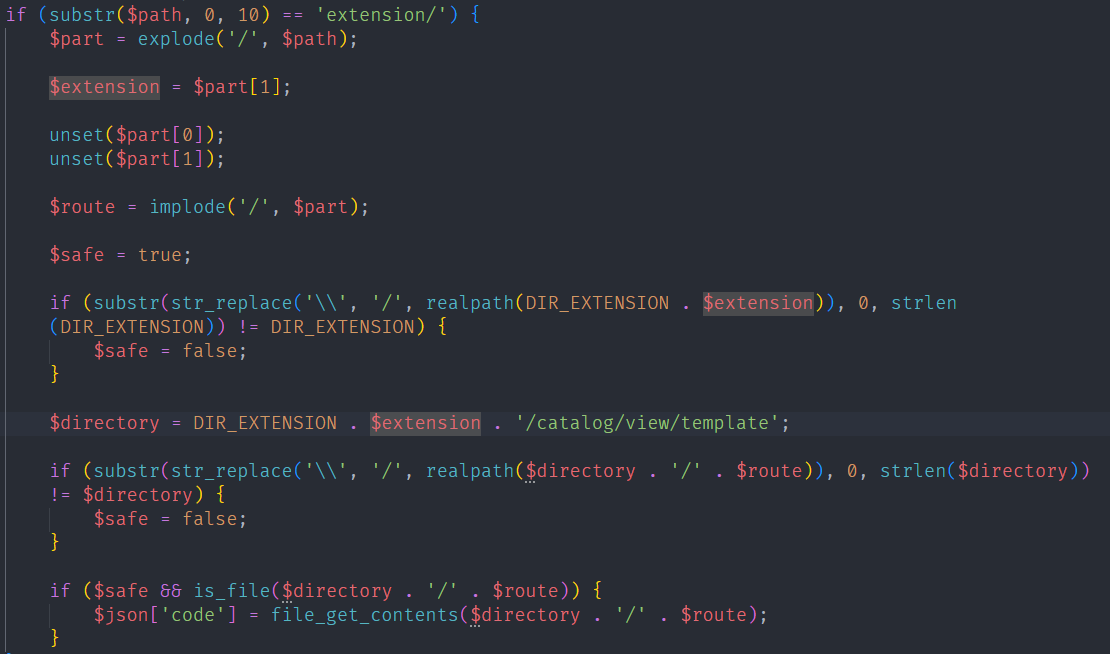 if (substr($path, 0, 10) == 'extension/') {
$part = explode('/', $path);
$extension = $part[1];
unset($part[0]);
unset($part[1]);
$route = implode('/', $part);
$safe = true;
if (substr(str_replace('\\', '/', realpath(DIR_EXTENSION . $extension)), 0, strlen
(DIR_EXTENSION)) != DIR_EXTENSION) {
$safe = false;
}
$directory = DIR_EXTENSION . $extension . '/catalog/view/template';
if (substr(str_replace('\\', '/', realpath($directory . '/' . $route)), 0, strlen($directory))
!= $directory) {
$safe = false;
}
if ($safe && is_file($directory . '/' . $route)) {
$json['code'] = file_get_contents($directory . '/' . $route);
}